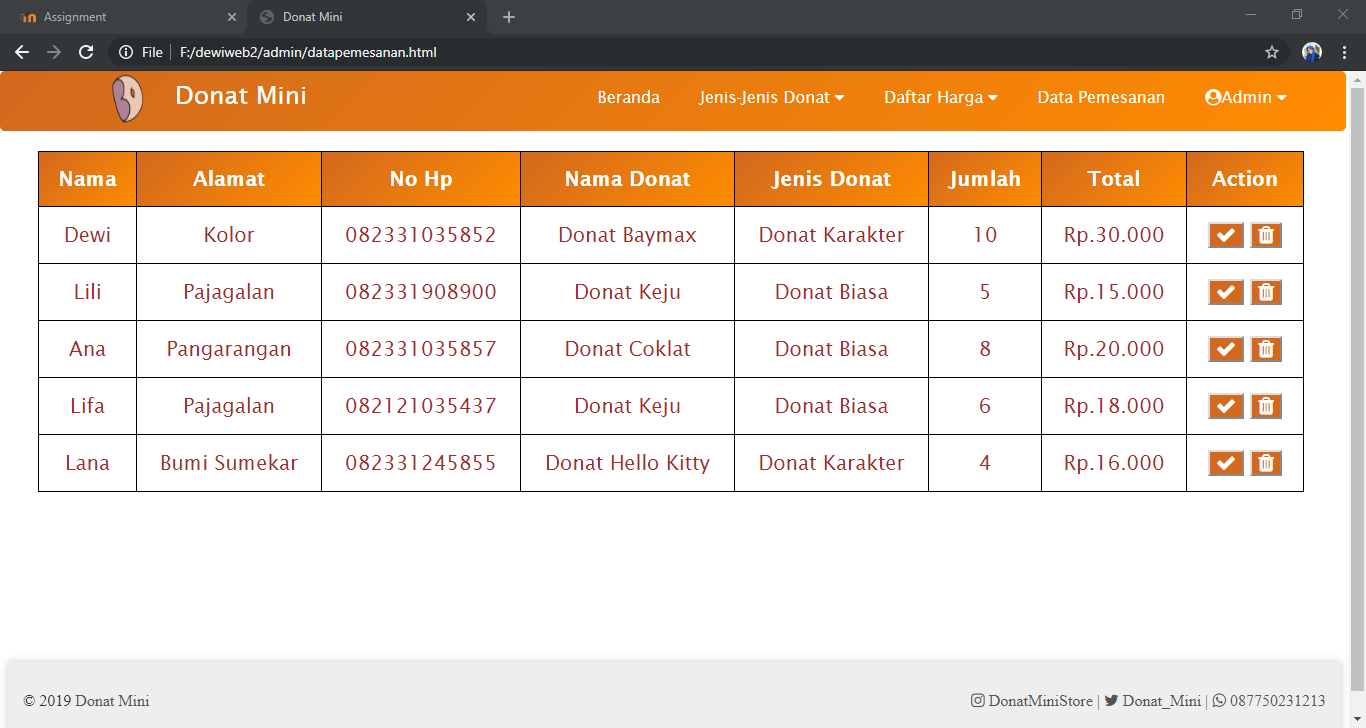 Assignment Donat Mini
File F:/dewiweb2/admin/datapemesanan.html
Donat Mini Beranda Jenis-Jenis Donat Daftar Harga Data Pemesanan Admin
Nama Alamat No Hp Nama Donat Jenis Donat Jumlah Total Action
Dewi Kolor 082331035852 Donat Baymax Donat Karakter 10 Rp.30.000
Lili Pajagalan 082331908900 Donat Keju Donat Biasa 5 Rp.15.000
Ana Pangarangan 082331035857 Donat Coklat Donat Biasa 8 Rp.20.000
Lifa Pajagalan 082121035437 Donat Keju Donat Biasa 6 Rp.18.000
Lana Bumi Sumekar 082331245855 Donat Hello Kitty Donat Karakter 4 Rp.16.000
© 2019 Donat Mini DonatMiniStore | Donat_Mini | 087750231213